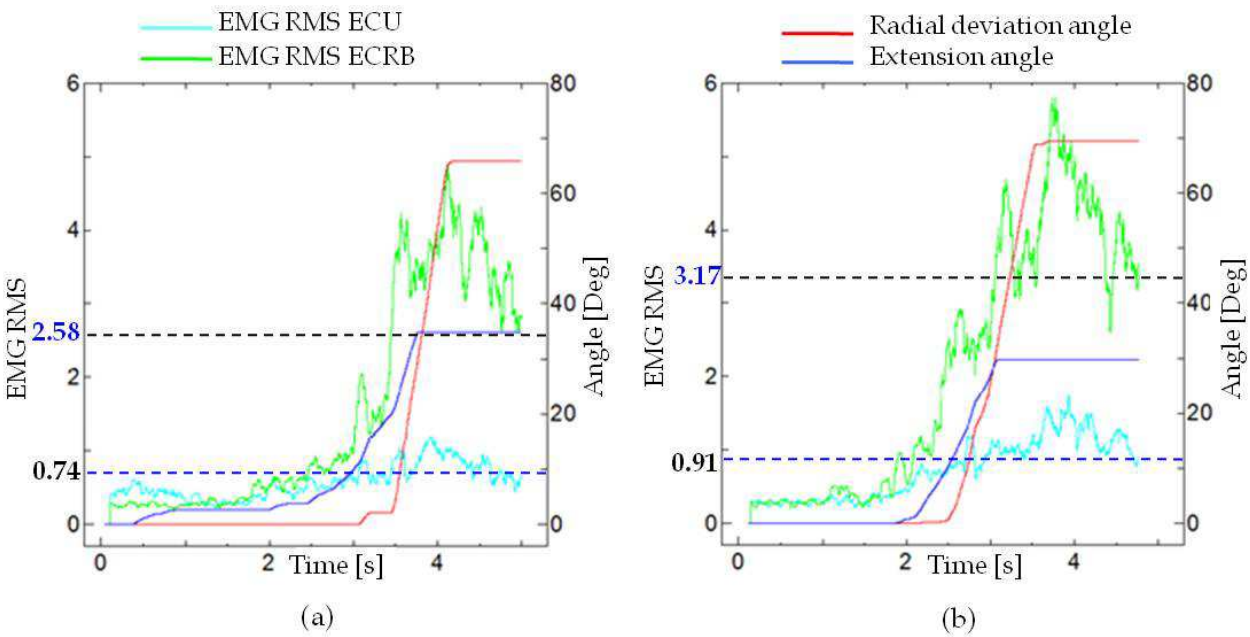 EMG RMS ECU
EMG RMS ECRB
Radial deviation angle
Extension angle
6
4
2
0
2.58
0.74
EMG RMS
80
60
40
20
0
Angle [Deg]
0
2
4
Time [s]
(a)
6
4
2
0
3.17
0.91
EMG RMS
80
60
40
20
0
Angle [Deg]
0
2
4
Time [s]
(b)